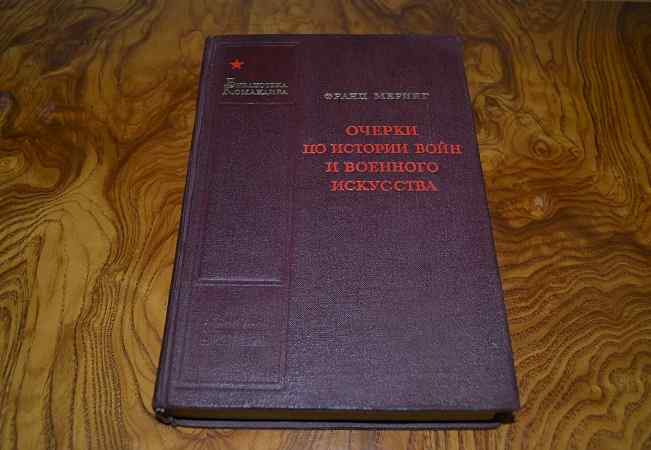 Библиотека
Командира
ФРАНЦ МЕРИНГ
ОЧЕРКИ
ПО ИСТОРИИ ВОЙН
И ВОЕННОГО
ИСКУССТВА